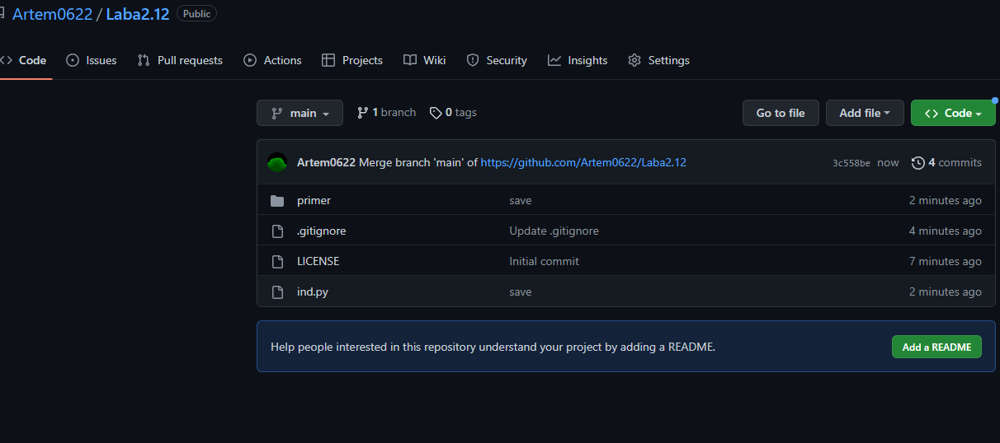 Artem0622 / Laba2.12 Public
Code Issues Pull requests Actions Projects Wiki Security Insights Settings
main 1 branch 0 tags Go to file Add file Code
Artem0622 Merge branch 'main' of https://github.com/Artem0622/Laba2.12 3c558be now 4 commits
primer save 2 minutes ago
.gitignore Update .gitignore 4 minutes ago
LICENSE Initial commit 7 minutes ago
ind.py save 2 minutes ago
Help people interested in this repository understand your project by adding a README. Add a README